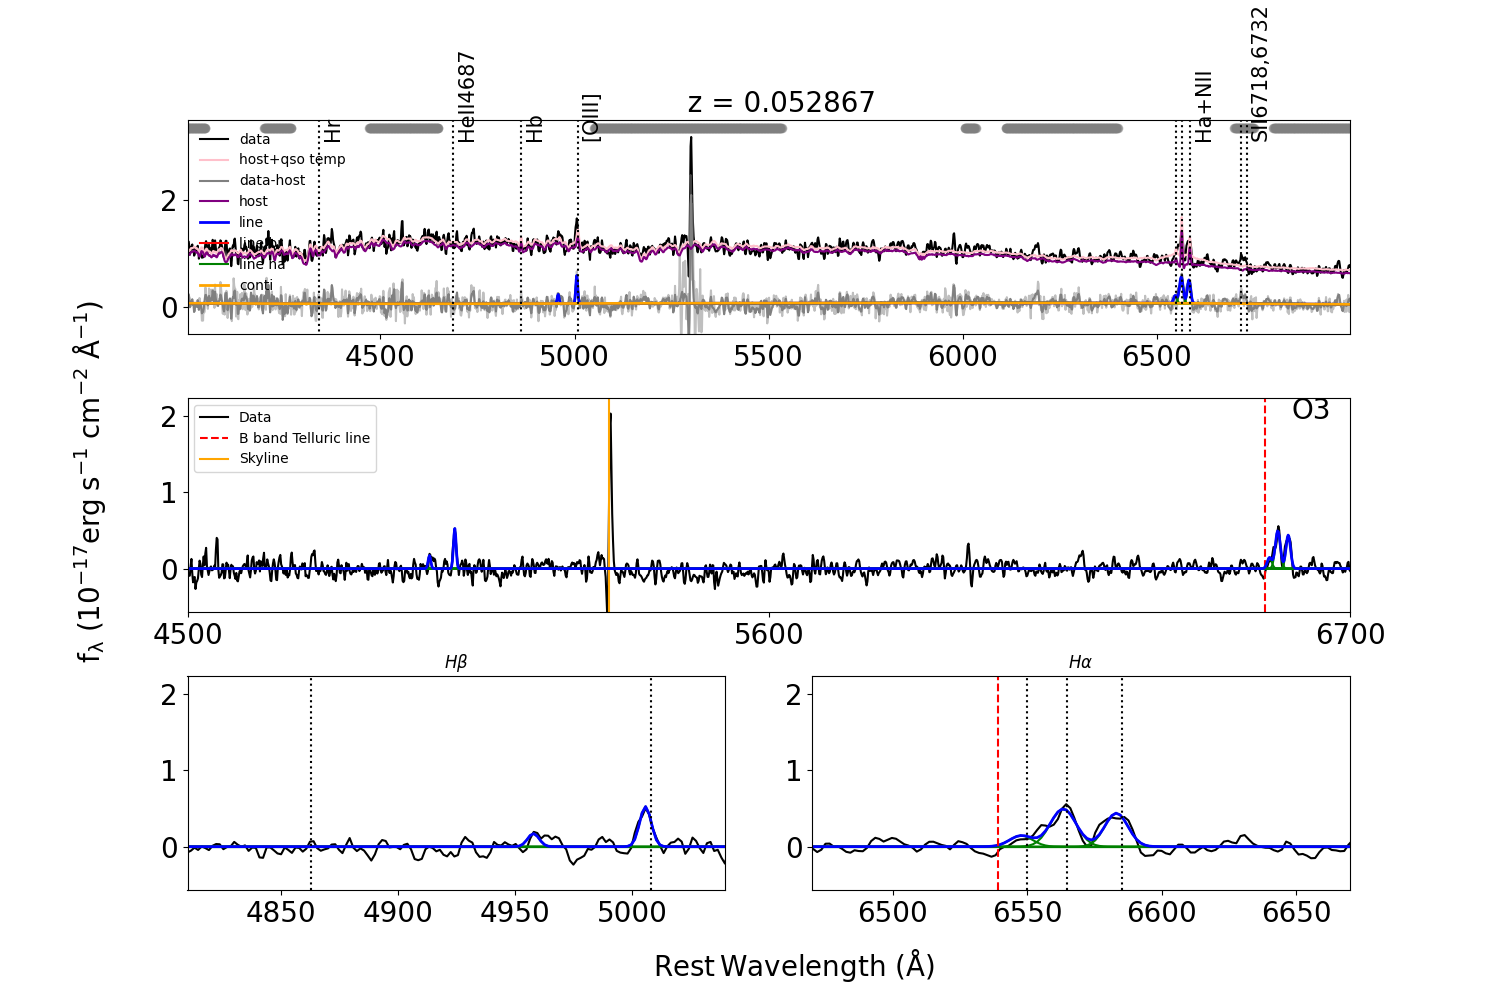 z = 0.052867
Hr
HeII4687
Hb
[OIII]
Ha+NII
SII6718,6732
data
host+qso temp
data-host
host
line
line ha
conti
2
0
4500 5000 5500 6000 6500
fλ (10⁻¹⁷erg s⁻¹ cm⁻² Å⁻¹)
Data
B band Telluric line
Skyline
O3
2
1
0
4500 5600 6700
Hβ
2
1
0
4850 4900 4950 5000
Hα
2
1
0
6500 6550 6600 6650
Rest Wavelength (Å)